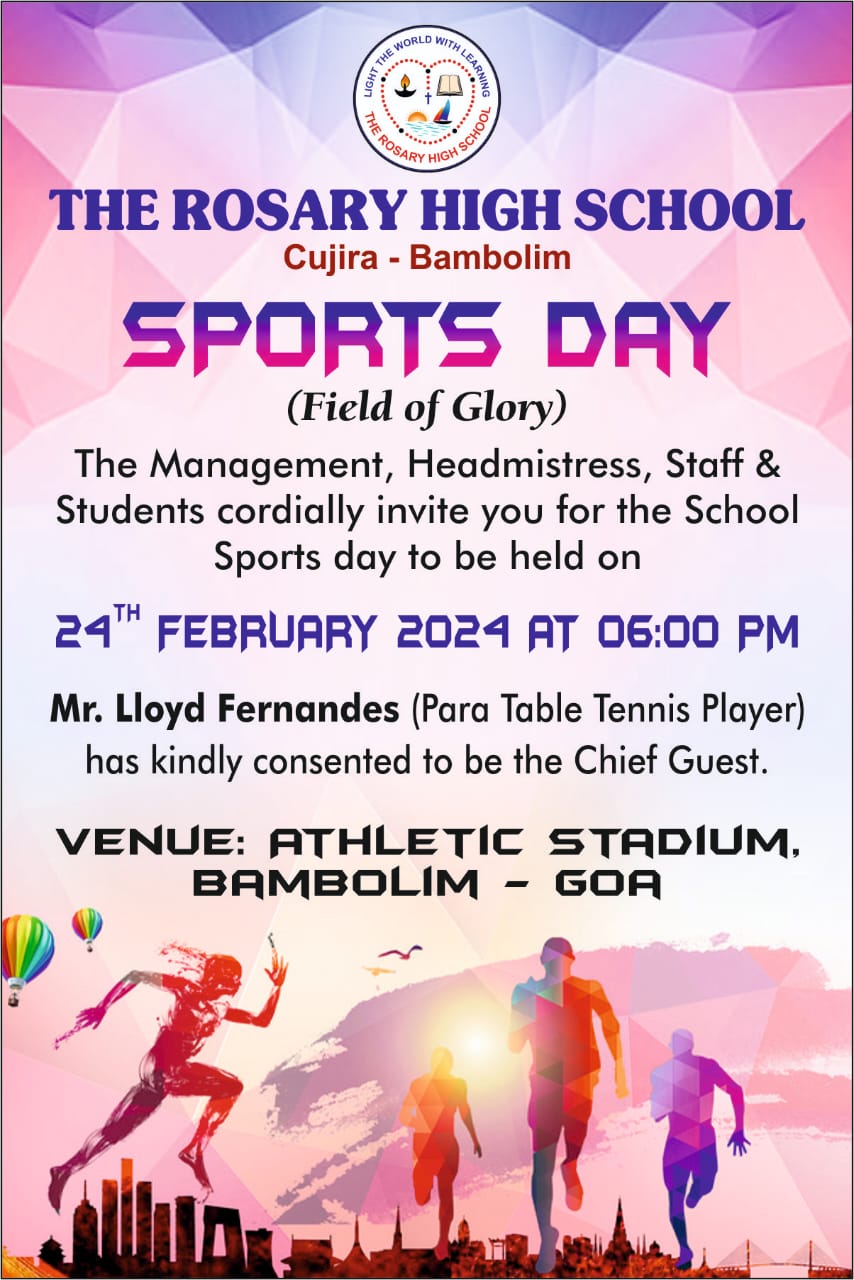 LIGHT THE WORLD WITH LEARNING
THE ROSARY HIGH SCHOOL
THE ROSARY HIGH SCHOOL
Cujira - Bambolim
SPORTS DAY
(Field of Glory)
The Management, Headmistress, Staff &
Students cordially invite you for the School
Sports day to be held on
24TH FEBRUARY 2024 AT 06:00 PM
Mr. Lloyd Fernandes (Para Table Tennis Player)
has kindly consented to be the Chief Guest.
VENUE: ATHLETIC STADIUM,
BAMBOLIM - GOA